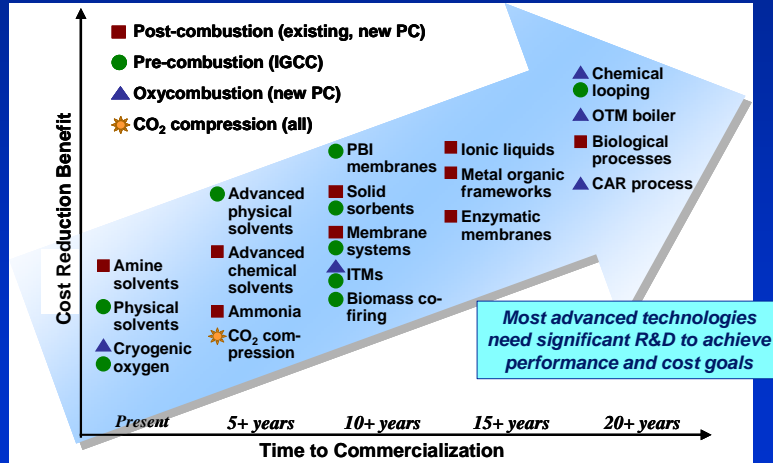 Post-combustion (existing, new PC)
Pre-combustion (IGCC)
Oxycombustion (new PC)
CO₂ compression (all)
Cost Reduction Benefit
Amine
solvents
Physical
solvents
Cryogenic
oxygen
Advanced
physical
solvents
Advanced
chemical
solvents
Ammonia
CO₂ com-
pression
PBI
membranes
Solid
sorbents
Membrane
systems
ITMs
Biomass co-
firing
Ionic liquids
Metal organic
frameworks
Enzymatic
membranes
Chemical
looping
OTM boiler
Biological
processes
CAR process
Most advanced technologies
need significant R&D to achieve
performance and cost goals
Present
5+ years
10+ years
15+ years
20+ years
Time to Commercialization